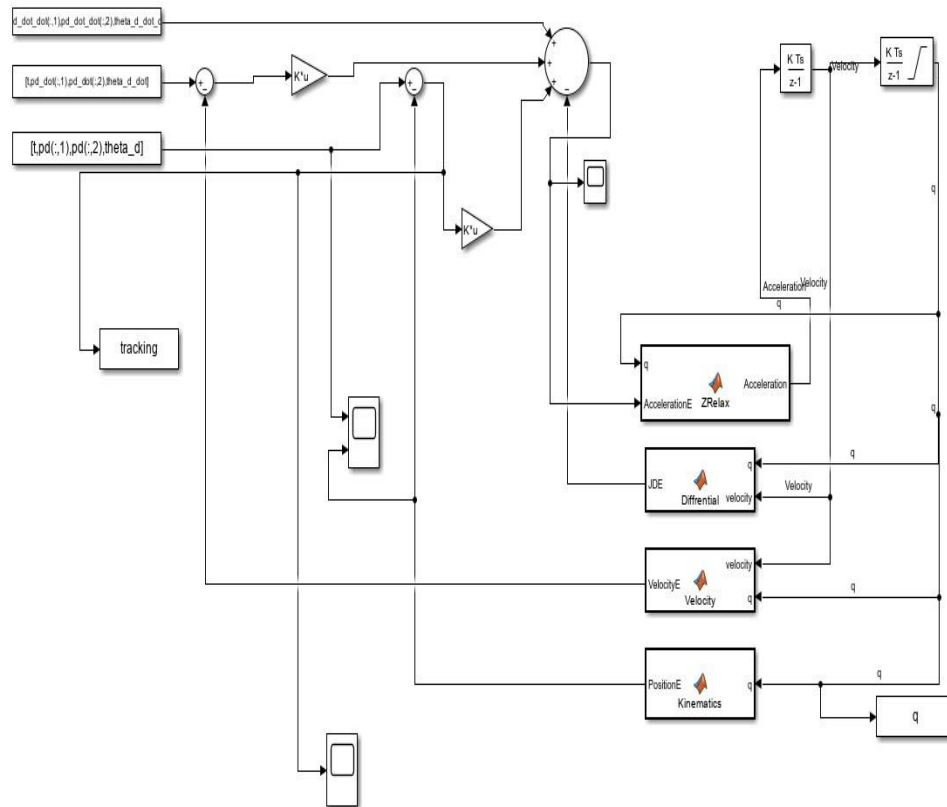 d_dot_dot(:,1),pd_dot_dot(:,2),theta_d_dot_d
[t,pd_dot(:,1),pd_dot(:,2),theta_d_dot]
[t,pd(:,1),pd(:,2),theta_d]
K*u
K*u
+
+
+
−
+
−
+
−
K Ts
z-1
Velocity
K Ts
z-1
q
Acceleration
Velocity
q
tracking
q
AccelerationE
Acceleration
ZRelax
q
q
JDE
q
velocity
Diffrential
Velocity
VelocityE
velocity
q
Velocity
q
q
PositionE
q
Kinematics
q